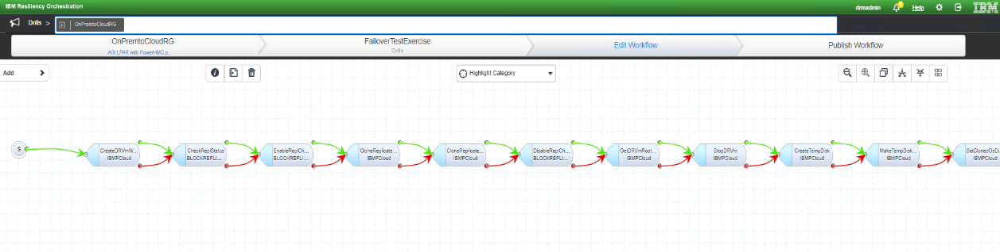 IBM Resiliency Orchestration
drmadmin
8
Help
IBM
Drills >
OnPremtoCloudRG
OnPremtoCloudRG
AIX LPAR with PowerHMC p...
FailoverTestExercise
Drills
Edit Workflow
Publish Workflow
Add
Highlight Category
S
CreateDRVmW...
IBMPCloud
CheckReplStatus
BLOCKREPLI...
EnableReplCh...
BLOCKREPLI...
CloneReplicate...
IBMPCloud
CloneReplicate...
IBMPCloud
DisableReplCh...
BLOCKREPLI...
GetDRVmRoot...
IBMPCloud
StopDRVm
IBMPCloud
CreateTempDisk
IBMPCloud
MakeTempDisk...
IBMPCloud
SetClonedOsDi
IBMPCloud